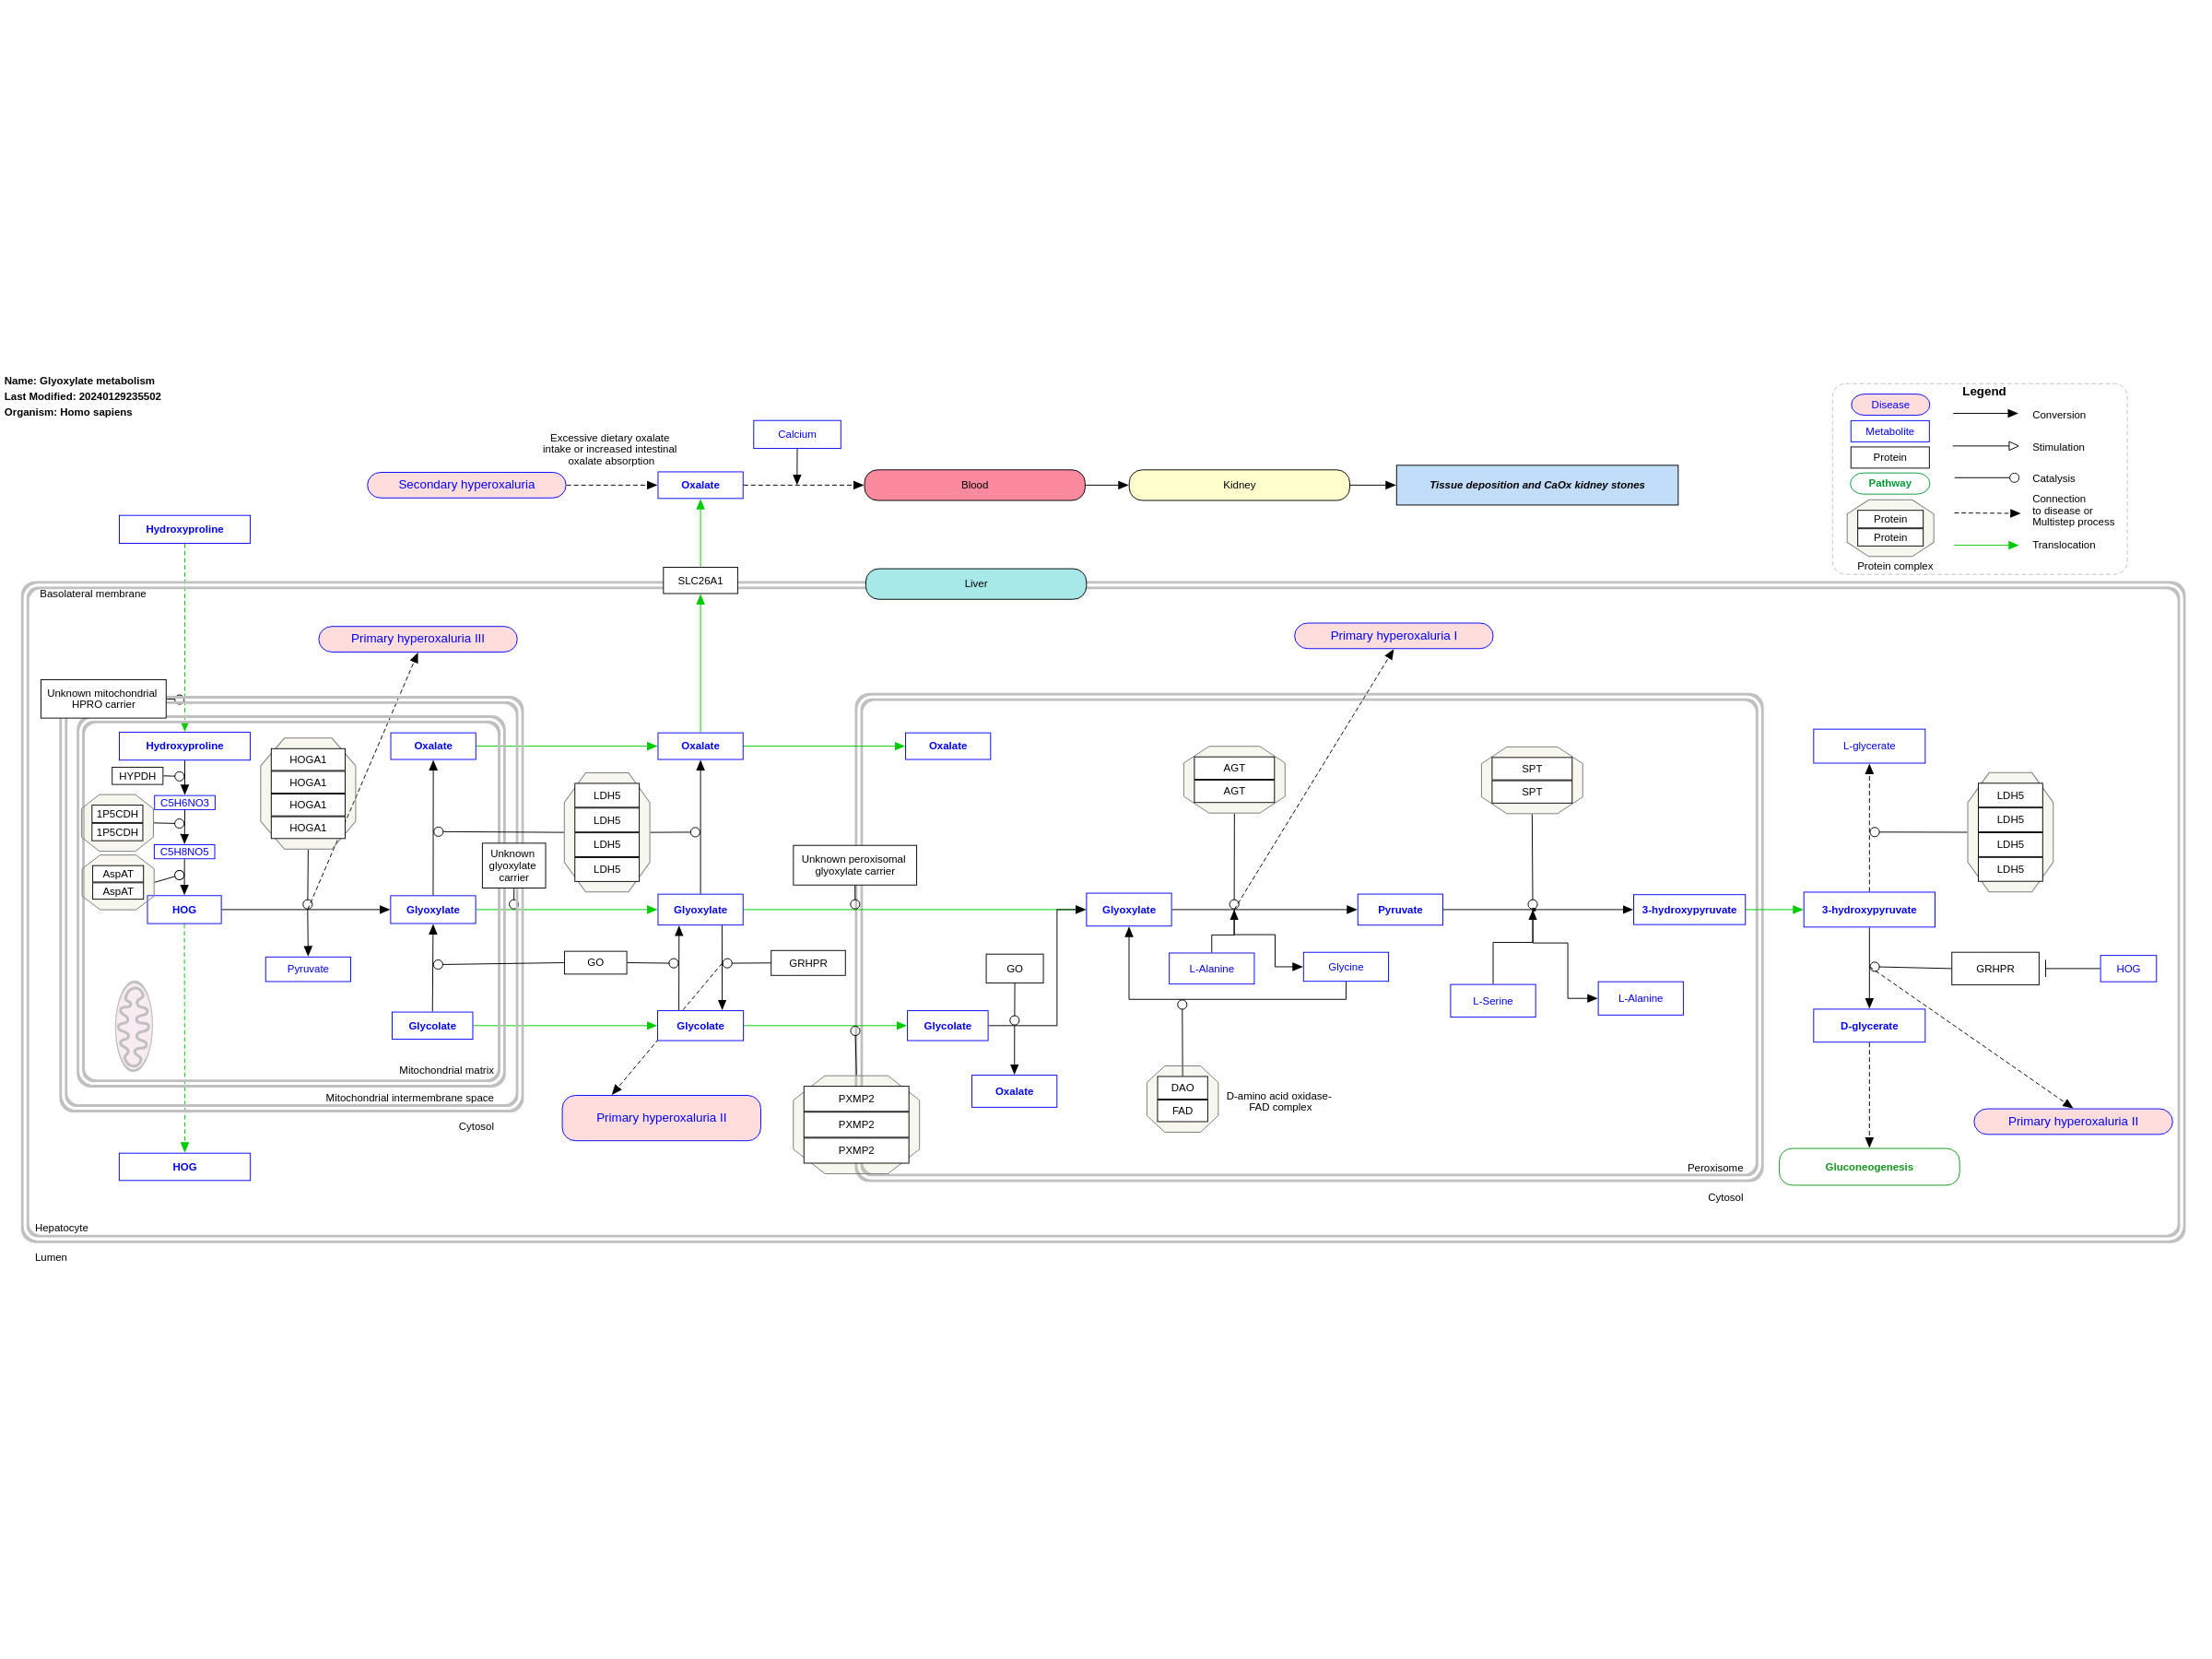 Name: Glyoxylate metabolism
Last Modified: 20240129235502
Organism: Homo sapiens
Legend
Disease
Metabolite
Protein
Pathway
Protein
Protein
Protein complex
Conversion
Stimulation
Catalysis
Connection
to disease or
Multistep process
Translocation
Calcium
Excessive dietary oxalate
intake or increased intestinal
oxalate absorption
Secondary hyperoxaluria
Oxalate
Blood
Kidney
Tissue deposition and CaOx kidney stones
Hydroxyproline
SLC26A1
Liver
Basolateral membrane
Primary hyperoxaluria III
Primary hyperoxaluria I
Unknown mitochondrial
HPRO carrier
Hydroxyproline
HYPDH
C5H6NO3
1P5CDH
1P5CDH
C5H8NO5
AspAT
AspAT
HOG
HOGA1
HOGA1
HOGA1
HOGA1
Pyruvate
Oxalate
Glyoxylate
Glycolate
Mitochondrial matrix
Mitochondrial intermembrane space
Cytosol
HOG
Unknown
glyoxylate
carrier
LDH5
LDH5
LDH5
LDH5
Oxalate
Glyoxylate
GO
GRHPR
Glycolate
Primary hyperoxaluria II
Oxalate
Unknown peroxisomal
glyoxylate carrier
Glycolate
GO
Oxalate
PXMP2
PXMP2
PXMP2
Glyoxylate
AGT
AGT
L-Alanine
Glycine
DAO
FAD
D-amino acid oxidase-
FAD complex
Pyruvate
SPT
SPT
L-Serine
L-Alanine
3-hydroxypyruvate
Peroxisome
Cytosol
L-glycerate
LDH5
LDH5
LDH5
LDH5
3-hydroxypyruvate
GRHPR
HOG
D-glycerate
Primary hyperoxaluria II
Gluconeogenesis
Hepatocyte
Lumen